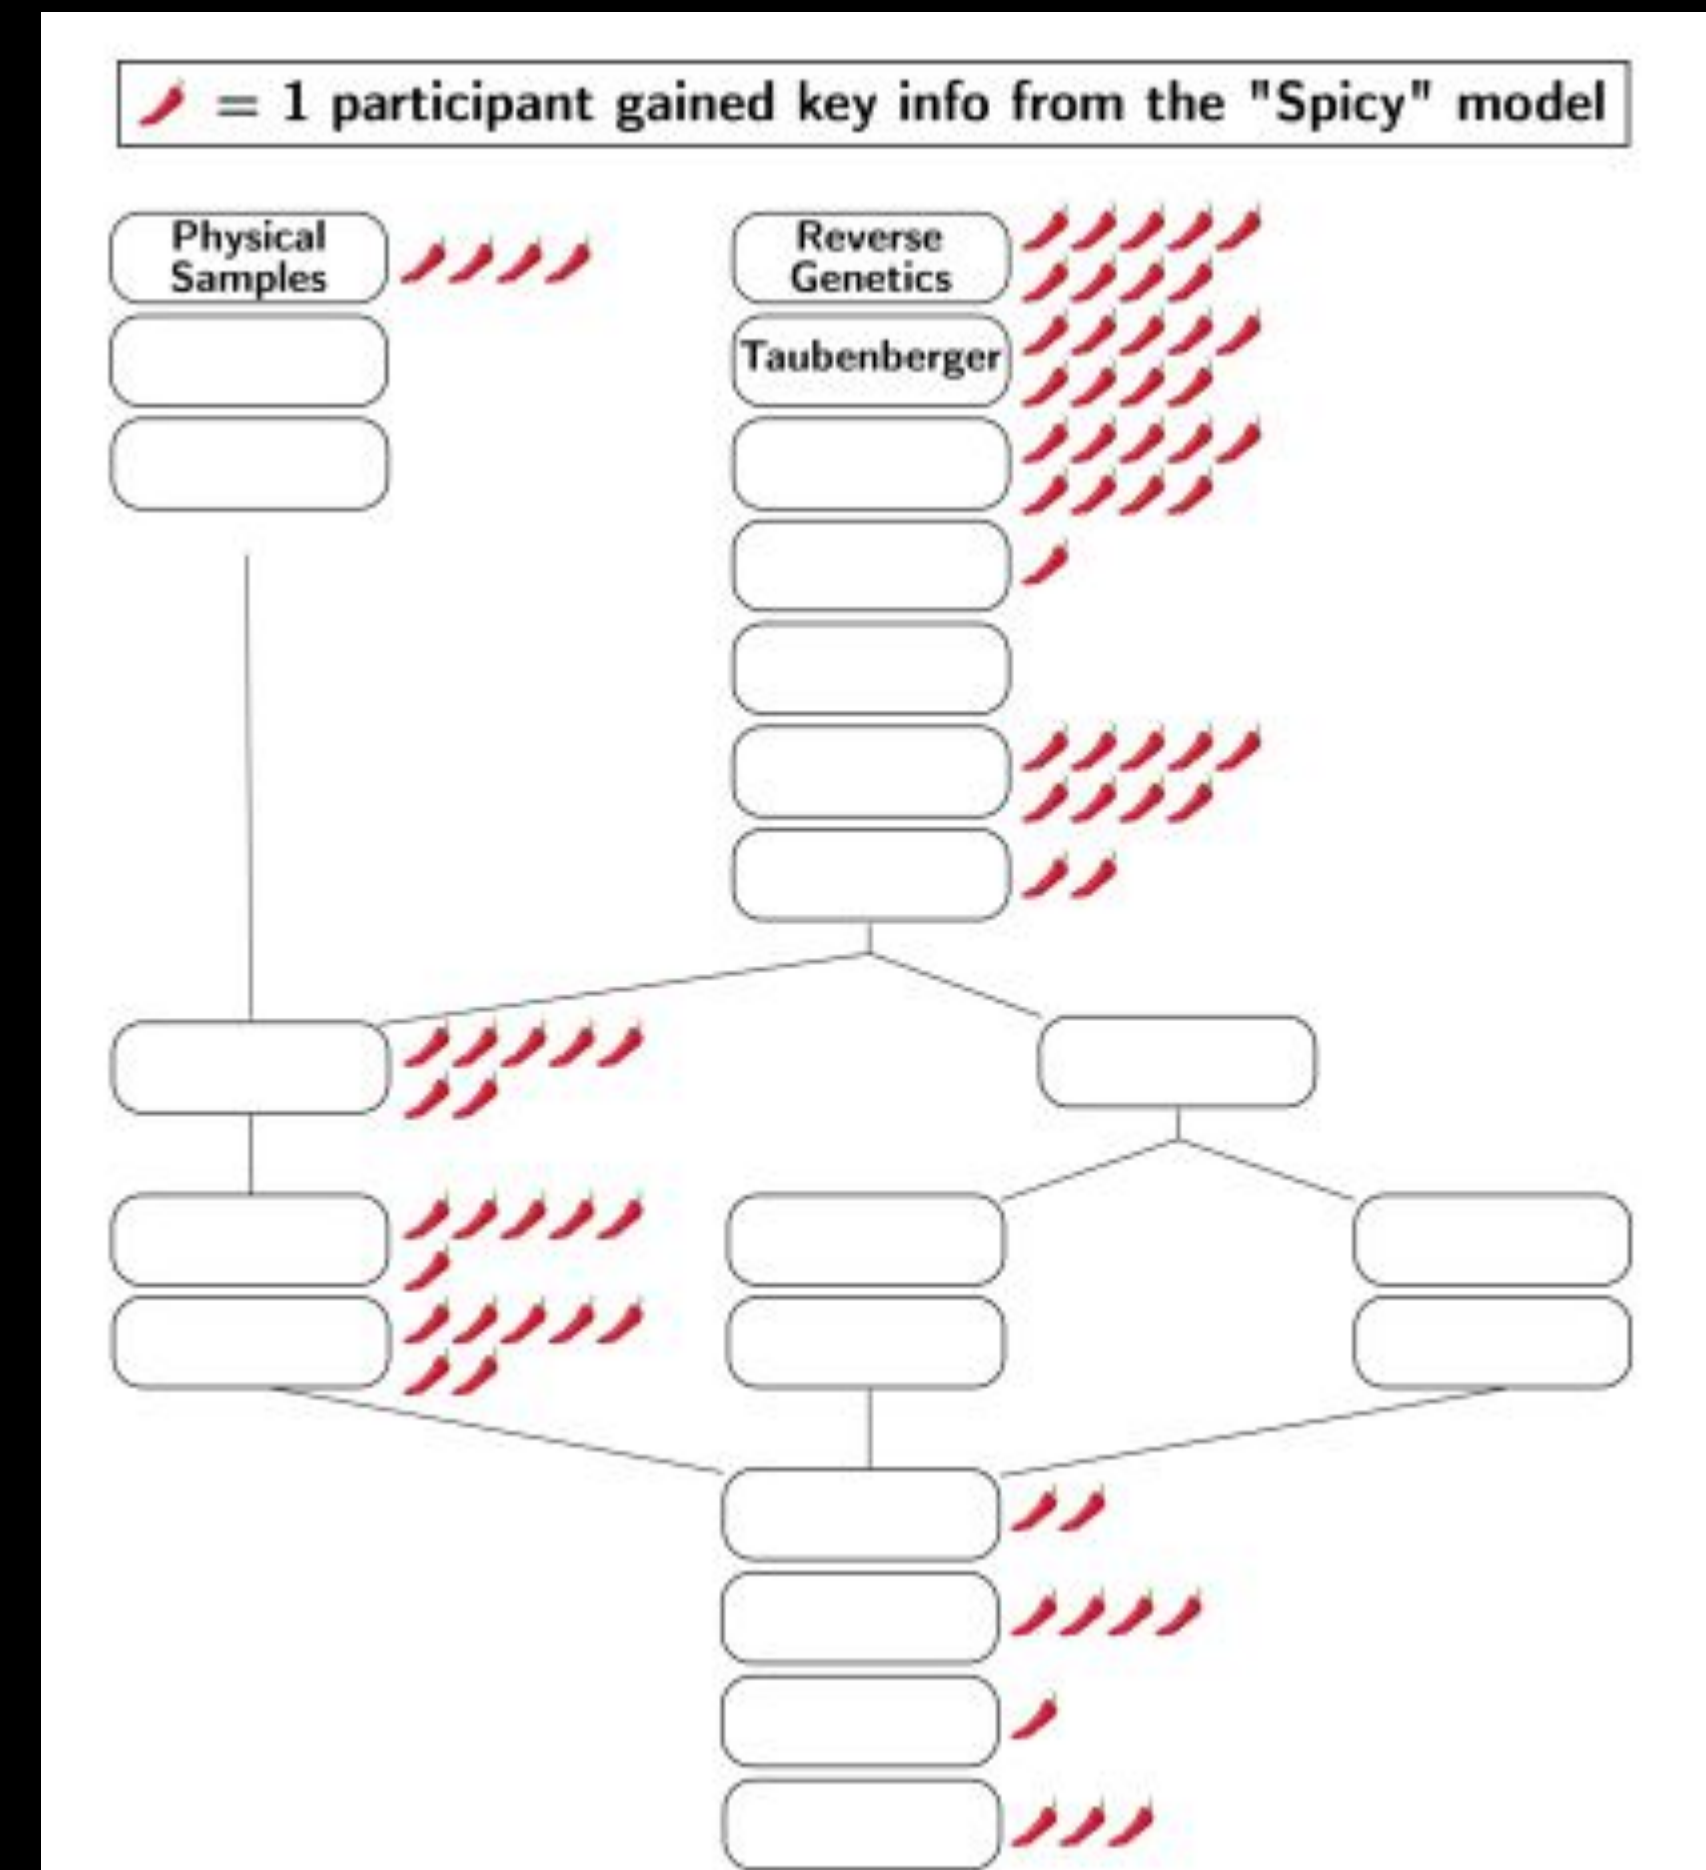 = 1 participant gained key info from the "Spicy" model
Physical
Samples
Reverse
Genetics
Taubenberger